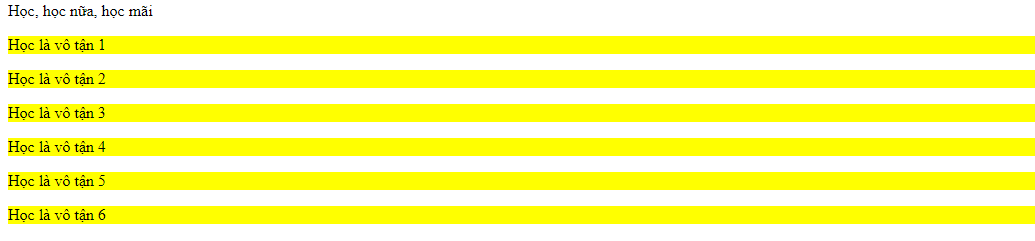 Học, học nữa, học mãi
Học là vô tận 1
Học là vô tận 2
Học là vô tận 3
Học là vô tận 4
Học là vô tận 5
Học là vô tận 6